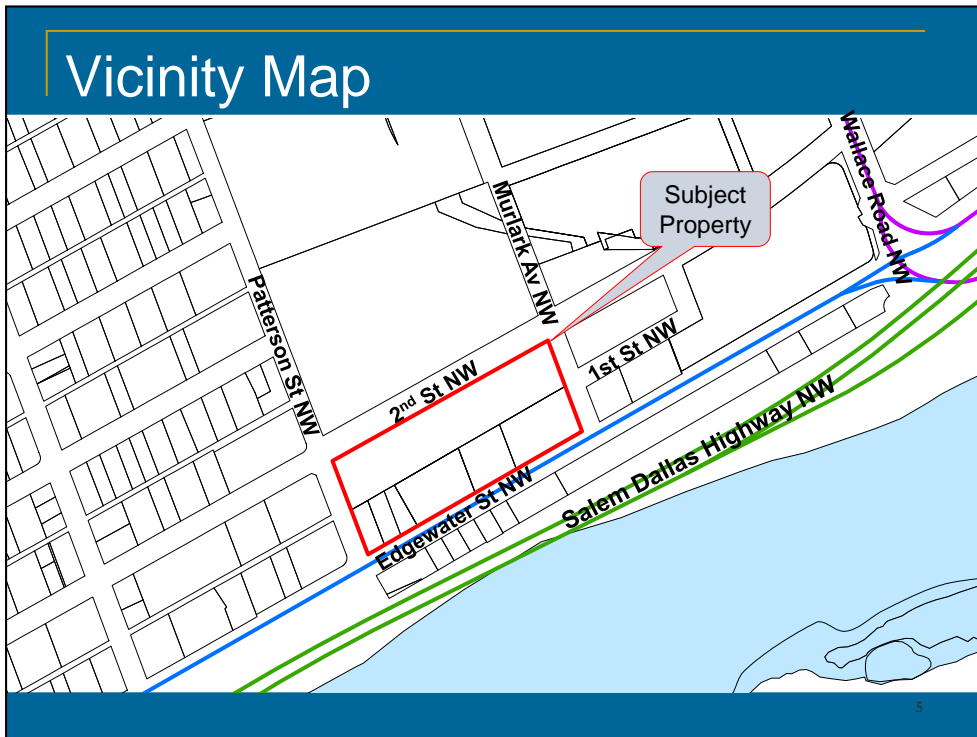 Vicinity Map
Wallace Road NW
Subject
Property
Murlark Av NW
Patterson St NW
1st St NW
2nd St NW
Salem Dallas Highway NW
Edgewater St NW
5